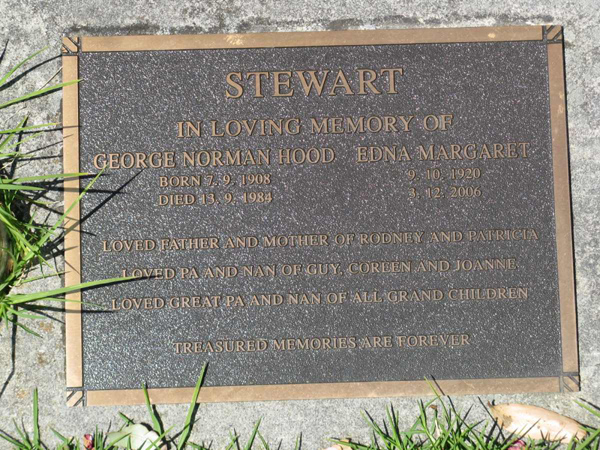 STEWART
IN LOVING MEMORY OF
GEORGE NORMAN HOOD EDNA MARGARET
BORN 7. 9. 1908 9. 10. 1920
DIED 13. 9. 1984 3. 12. 2006
LOVED FATHER AND MOTHER OF RODNEY AND PATRICIA
LOVED PA AND NAN OF GUY, COREEN AND JOANNE
LOVED GREAT PA AND NAN OF ALL GRAND CHILDREN
TREASURED MEMORIES ARE FOREVER